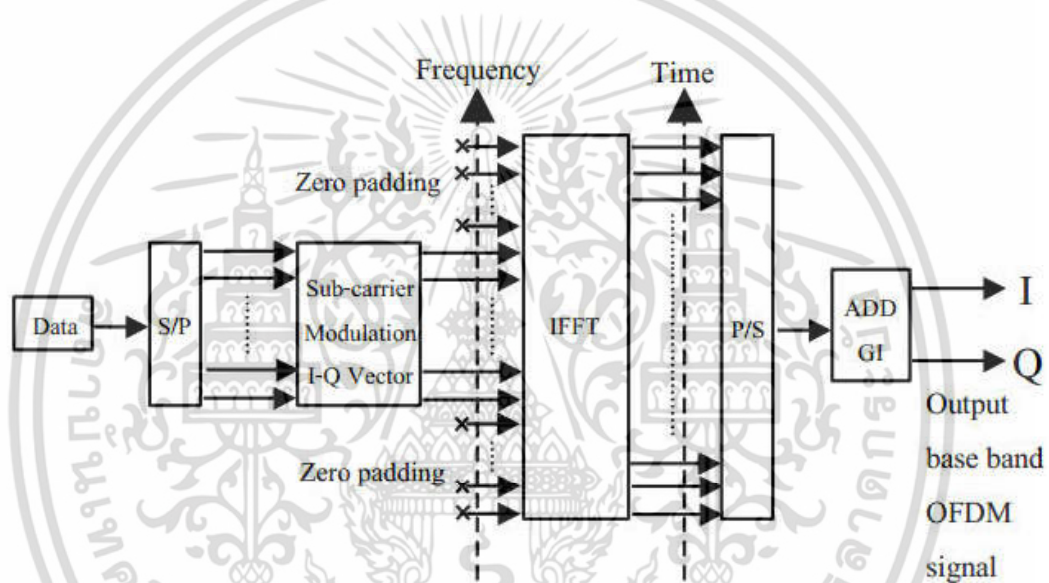 Frequency
Time
Zero padding
Data
S/P
Sub-carrier
Modulation
I-Q Vector
IFFT
P/S
ADD
GI
I
Q
Zero padding
Output
base band
OFDM
signal